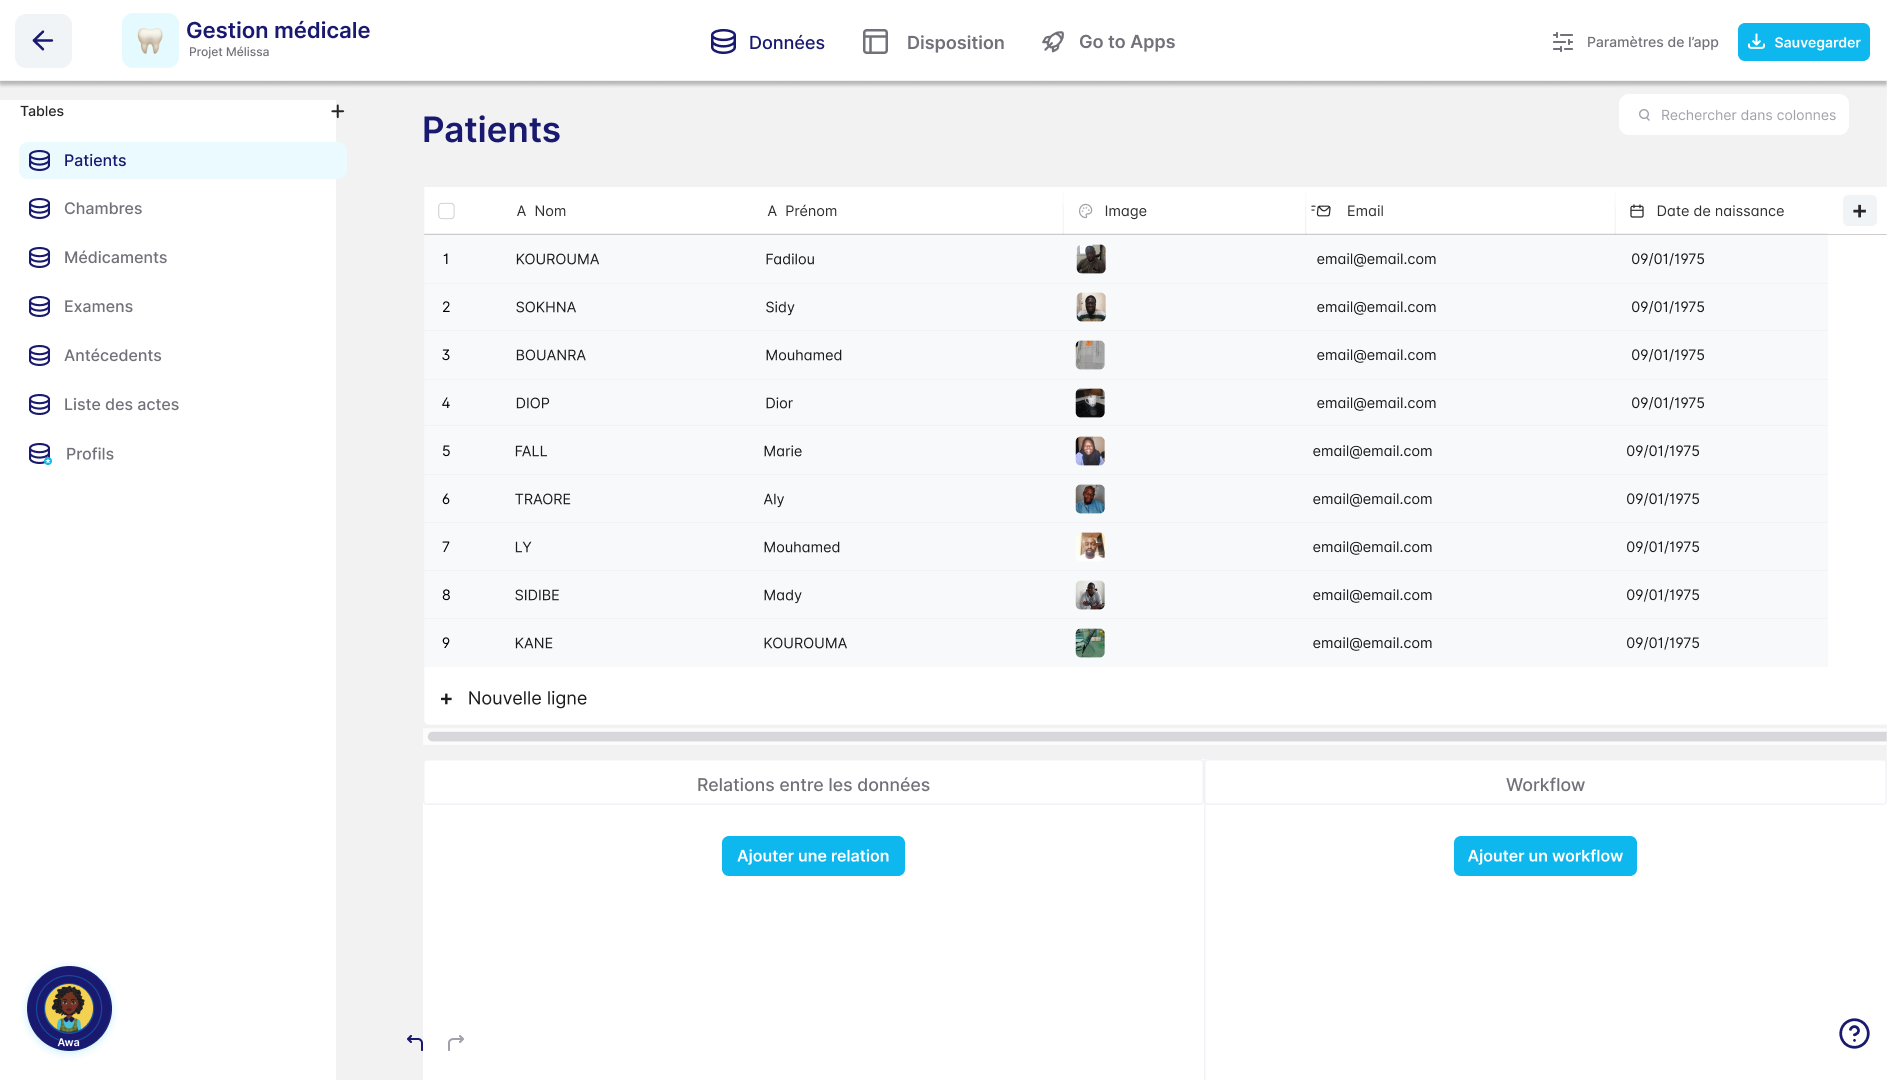 Gestion médicale
Projet Mélissa
Données
Disposition
Go to Apps
Paramètres de l'app
Sauvegarder
Tables
Patients
Chambres
Médicaments
Examens
Antécedents
Liste des actes
Profils
Patients
Rechercher dans colonnes
A Nom A Prénom Image Email Date de naissance
1 KOUROUMA Fadilou email@email.com 09/01/1975
2 SOKHNA Sidy email@email.com 09/01/1975
3 BOUANRA Mouhamed email@email.com 09/01/1975
4 DIOP Dior email@email.com 09/01/1975
5 FALL Marie email@email.com 09/01/1975
6 TRAORE Aly email@email.com 09/01/1975
7 LY Mouhamed email@email.com 09/01/1975
8 SIDIBE Mady email@email.com 09/01/1975
9 KANE KOUROUMA email@email.com 09/01/1975
+ Nouvelle ligne
Relations entre les données
Workflow
Ajouter une relation
Ajouter un workflow
Awa